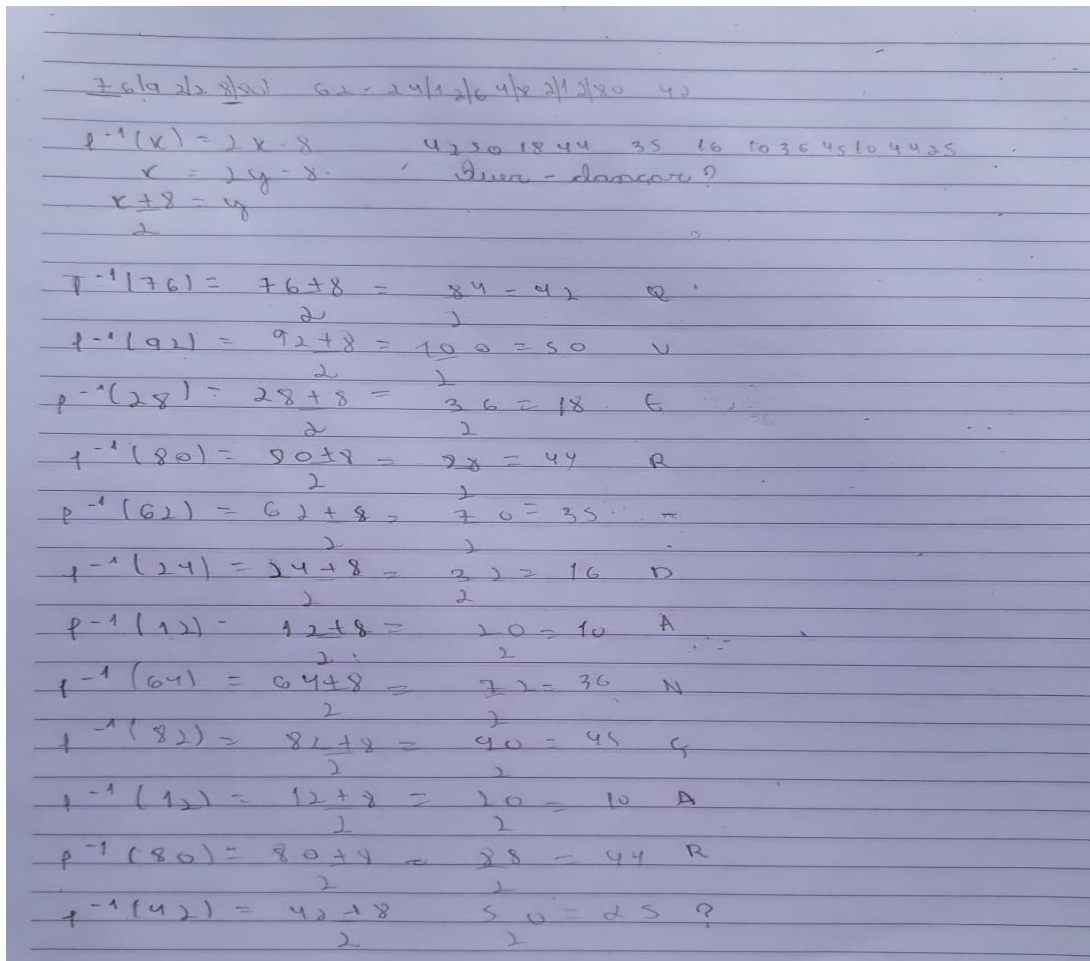 76/92/28/80/ 62 - 24/12/64/82/12/80 42
f⁻¹(x) = 2x - 8 42501844 35 16 10 36 45 10 44 25
x = 2y - 8. Quer - dançar?
x + 8 = y
2
f⁻¹(76) = 76+8 = 84 = 42 Q
2 2
f⁻¹(92) = 92+8 = 100 = 50 U
2 2
f⁻¹(28) = 28+8 = 36 = 18 E
2 2
f⁻¹(80) = 80+8 = 88 = 44 R
2 2
f⁻¹(62) = 62+8 = 70 = 35 -
2 2
f⁻¹(24) = 24+8 = 32 = 16 D
2 2
f⁻¹(12) = 12+8 = 20 = 10 A
2 2
f⁻¹(64) = 64+8 = 72 = 36 N
2 2
f⁻¹(82) = 82+8 = 90 = 45 Ç
2 2
f⁻¹(12) = 12+8 = 20 = 10 A
2 2
f⁻¹(80) = 80+8 = 88 = 44 R
2 2
f⁻¹(42) = 42+8 50 = 25 ?
2 2